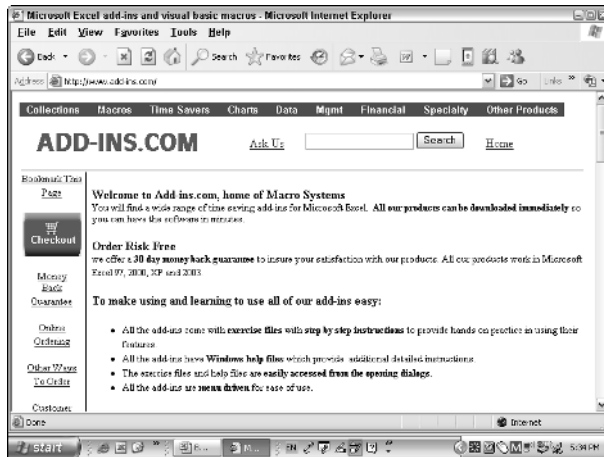 Microsoft Excel add-ins and visual basic macros - Microsoft Internet Explorer
File Edit View Favorites Tools Help
Back Search Favorites
Address http://www.add-ins.com/ Go Links »
Collections Macros Time Savers Charts Data Mgmt Financial Specialty Other Products
ADD-INS.COM Ask Us Search Home
Bookmark This
Page
Checkout
Money
Back
Guarantee
Online
Ordering
Other Ways
To Order
Customer
Welcome to Add-ins.com, home of Macro Systems
You will find a wide range of time saving add-ins for Microsoft Excel. All our products can be downloaded immediately so
you can have the software in minutes.
Order Risk Free
we offer a 30 day money back guarantee to insure your satisfaction with our products. All our products work in Microsoft
Excel 97, 2000, XP and 2003.
To make using and learning to use all of our add-ins easy:
• All the add-ins come with exercise files with step by step instructions to provide hands on practice in using their
features.
• All the add-ins have Windows help files which provide additional detailed instructions.
• The exercise files and help files are easily accessed from the opening dialogs.
• All the add-ins are menu driven for ease of use.
Done Internet
start » B... M... EN 5:34 PM